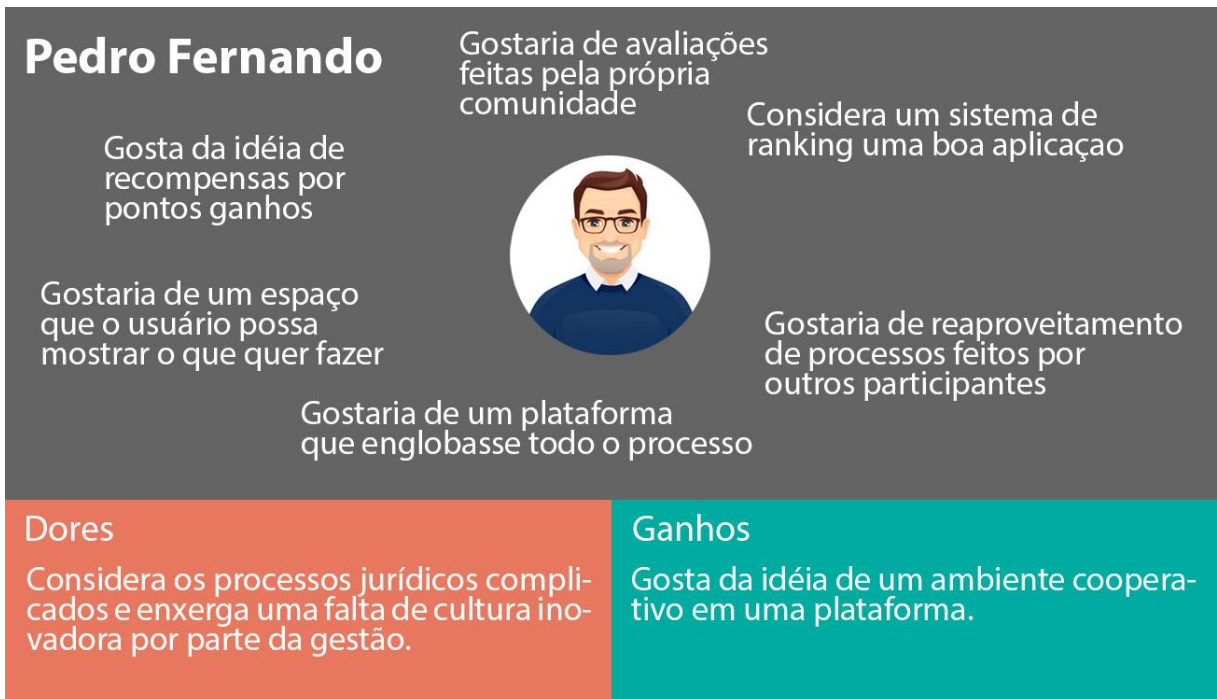 Pedro Fernando
Gostaria de avaliações
feitas pela própria
comunidade
Considera um sistema de
ranking uma boa aplicaçao
Gosta da idéia de
recompensas por
pontos ganhos
Gostaria de um espaço
que o usuário possa
mostrar o que quer fazer
Gostaria de reaproveitamento
de processos feitos por
outros participantes
Gostaria de um plataforma
que englobasse todo o processo
Dores
Considera os processos jurídicos compli-
cados e enxerga uma falta de cultura ino-
vadora por parte da gestão.
Ganhos
Gosta da idéia de um ambiente coopera-
tivo em uma plataforma.